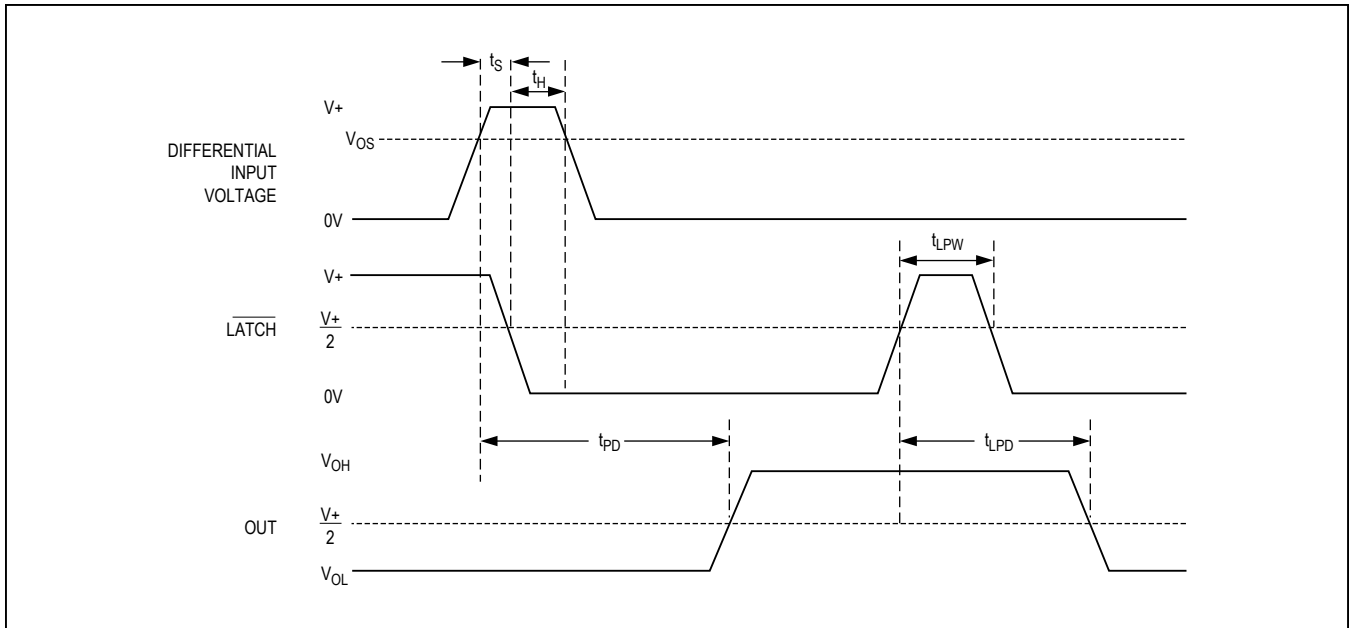 tS
tH
V+
VOS
DIFFERENTIAL
INPUT
VOLTAGE
0V
tLPW
V+
LATCH
V+
2
0V
tPD
tLPD
VOH
OUT
V+
2
VOL